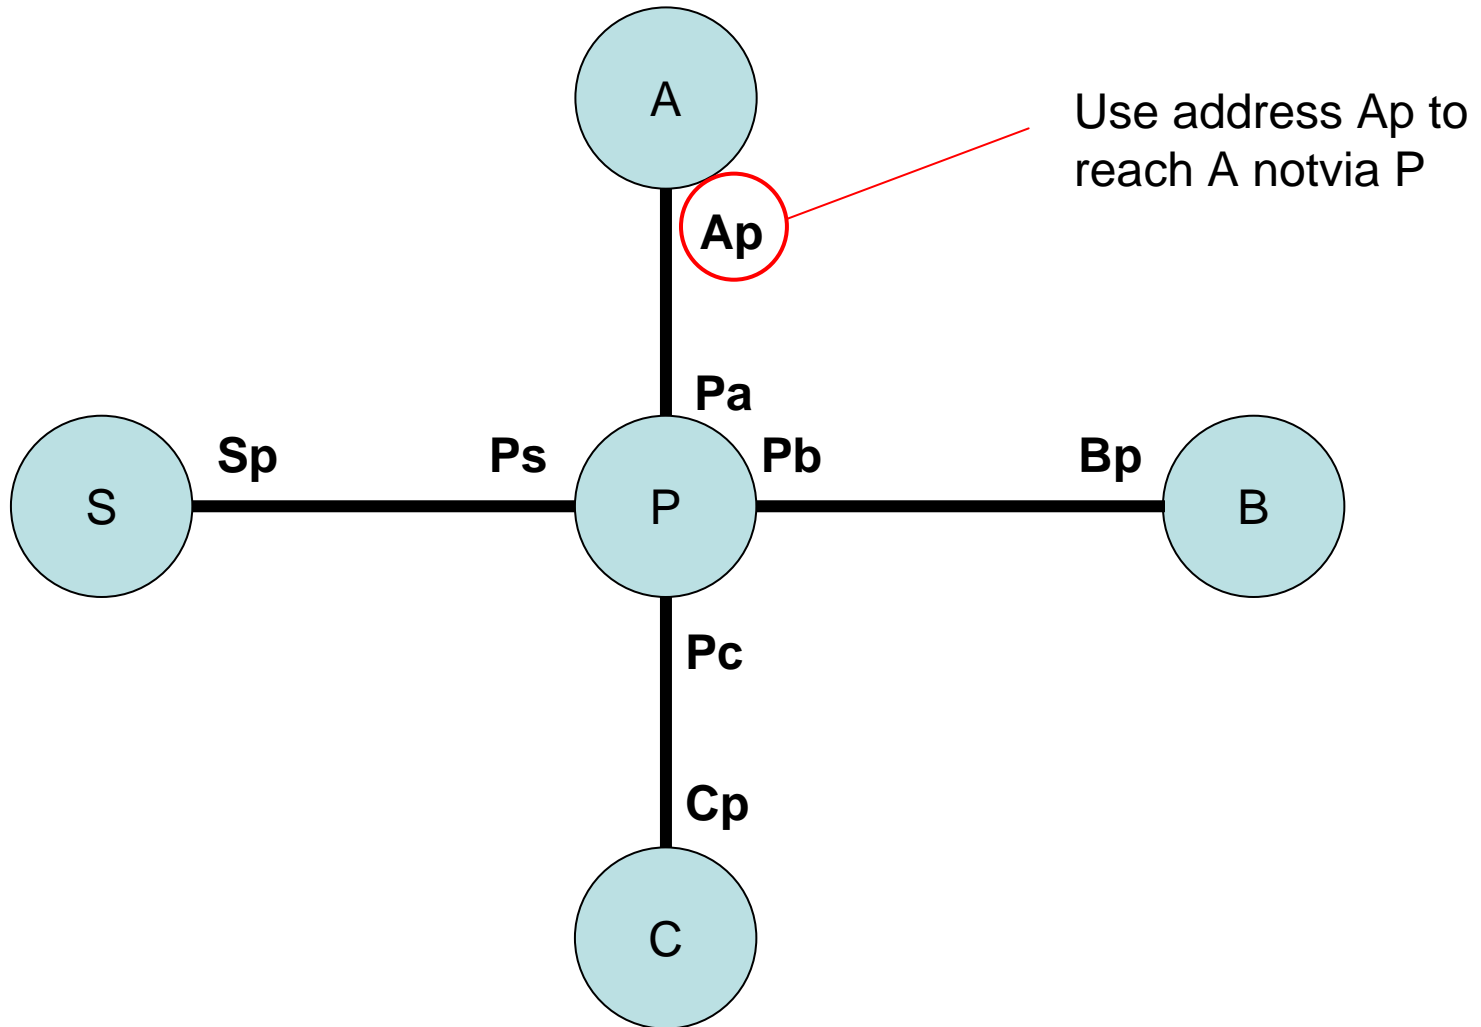 A
Use address Ap to
reach A notvia P
Ap
Pa
Sp Ps Pb Bp
S P B
Pc
Cp
C